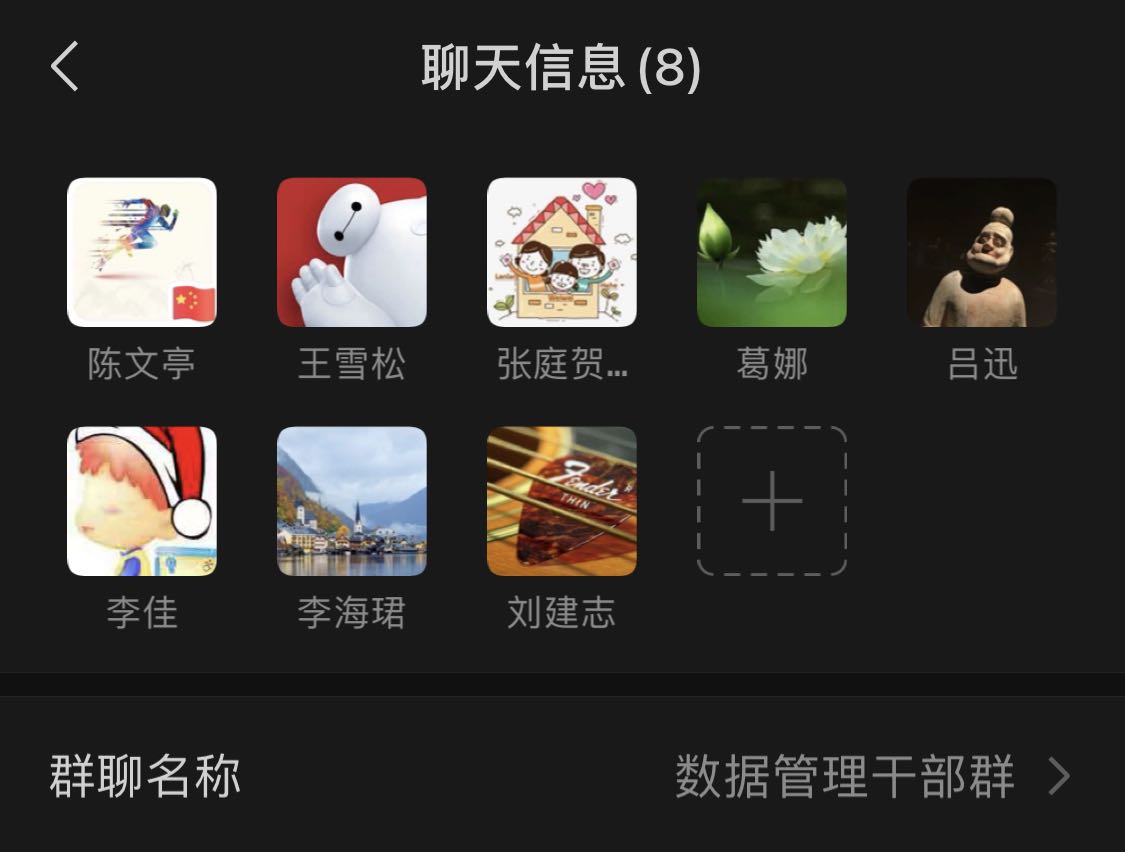 聊天信息(8)
陈文亭
王雪松
张庭贺...
葛娜
吕迅
Fender
THIN
李佳
李海珺
刘建志
群聊名称
数据管理干部群